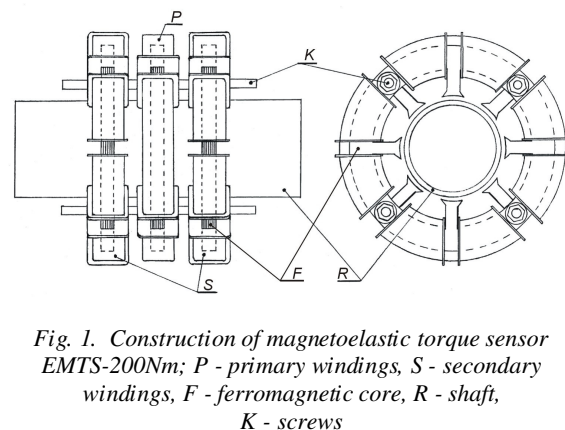 P
K
S
F
R
Fig. 1. Construction of magnetoelastic torque sensor
EMTS-200Nm; P - primary windings, S - secondary
windings, F - ferromagnetic core, R - shaft,
K - screws